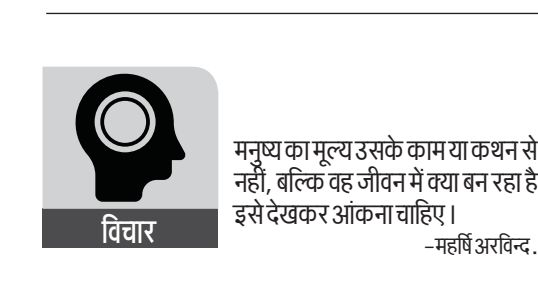 मनुष्य का मूल्य उसके काम या कथन से
नहीं, बल्कि वह जीवन में क्या बन रहा है
इसे देखकर आंकना चाहिए।
-महर्षि अरविन्द.
विचार